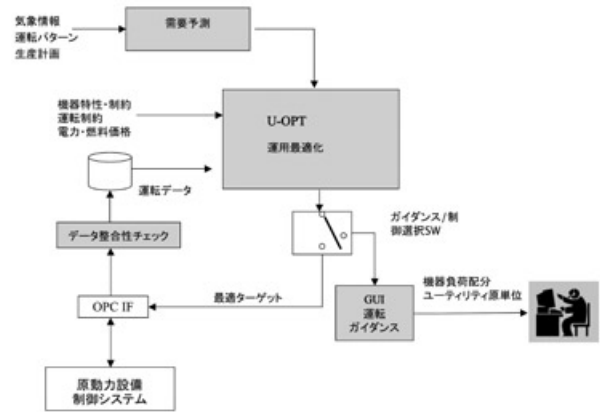 気象情報
運転パターン
生産計画
需要予測
機器特性・制約
運転制約
電力・燃料価格
U-OPT
運用最適化
運転データ
データ整合性チェック
ガイダンス/制
御選択SW
最適ターゲット
OPC IF
GUI
運転
ガイダンス
機器負荷配分
ユーティリティ原単位
原動力設備
制御システム